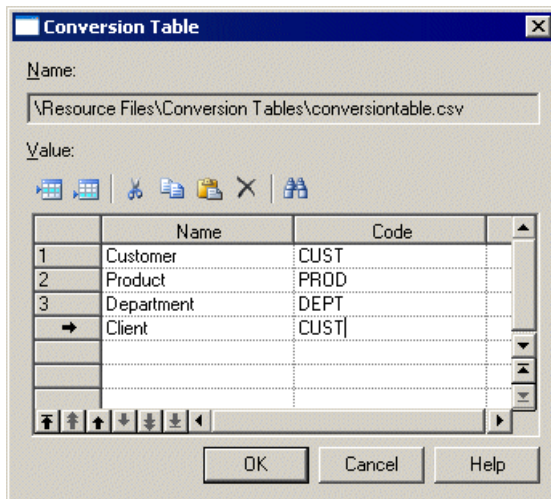 Conversion Table
Name:
\Resource Files\Conversion Tables\conversiontable.csv
Value:
Name Code
1 Customer CUST
2 Product PROD
3 Department DEPT
Client CUST
OK Cancel Help